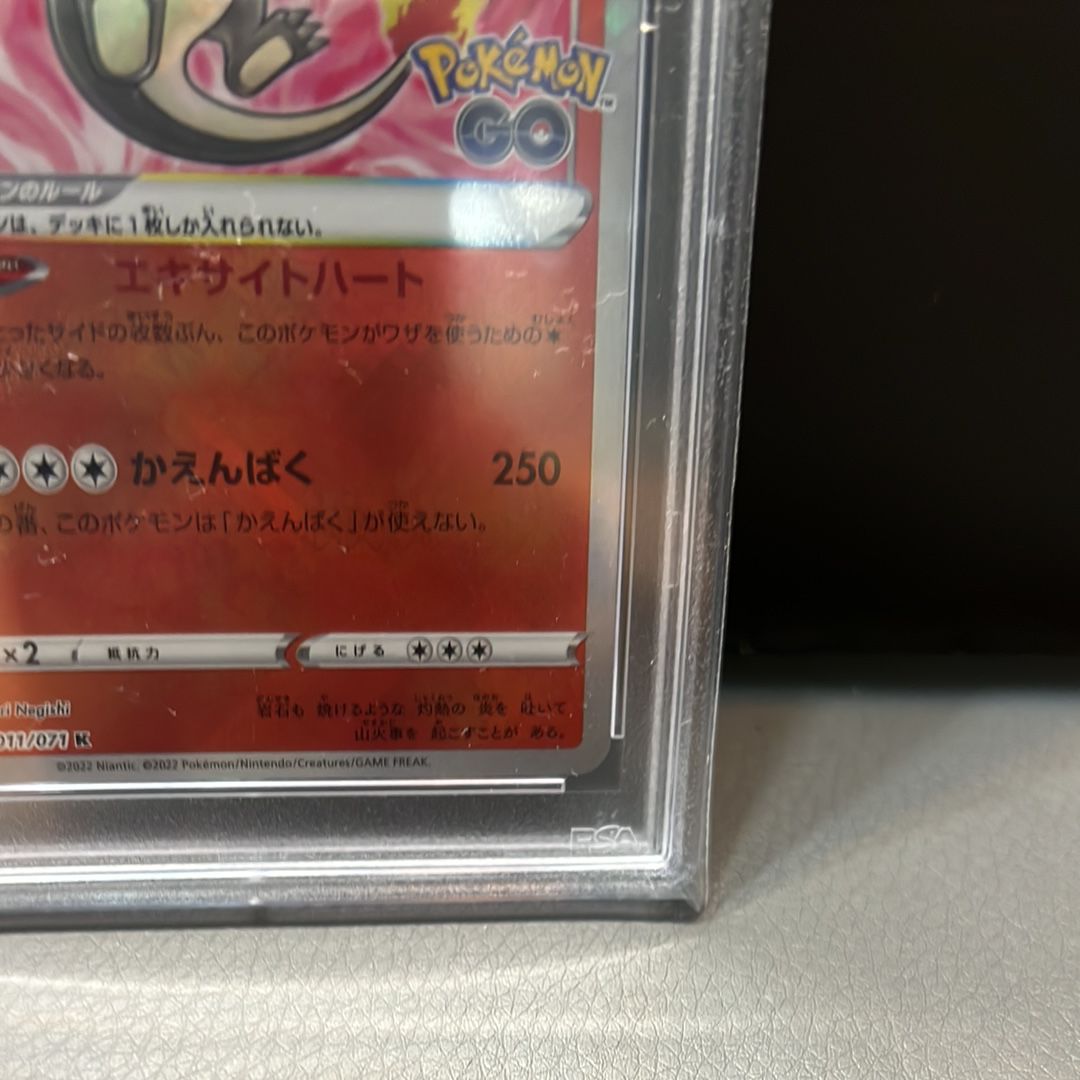 POKéMON
GO
ンのルール
ンは、デッキに1枚しか入れられない。
エキサイトハート
とったサイドの枚数ぶん、このポケモンがワザを使うための
くなる。
かえんばく 250
の番、このポケモンは「かえんばく」が使えない。
×2 抵抗力 にげる
ri Negishi
岩石も 焼けるような 灼熱の 炎を 吐いて
011/071 R
山火事を 起こすことが ある。
©2022 Niantic. ©2022 Pokémon/Nintendo/Creatures/GAME FREAK.
PSA